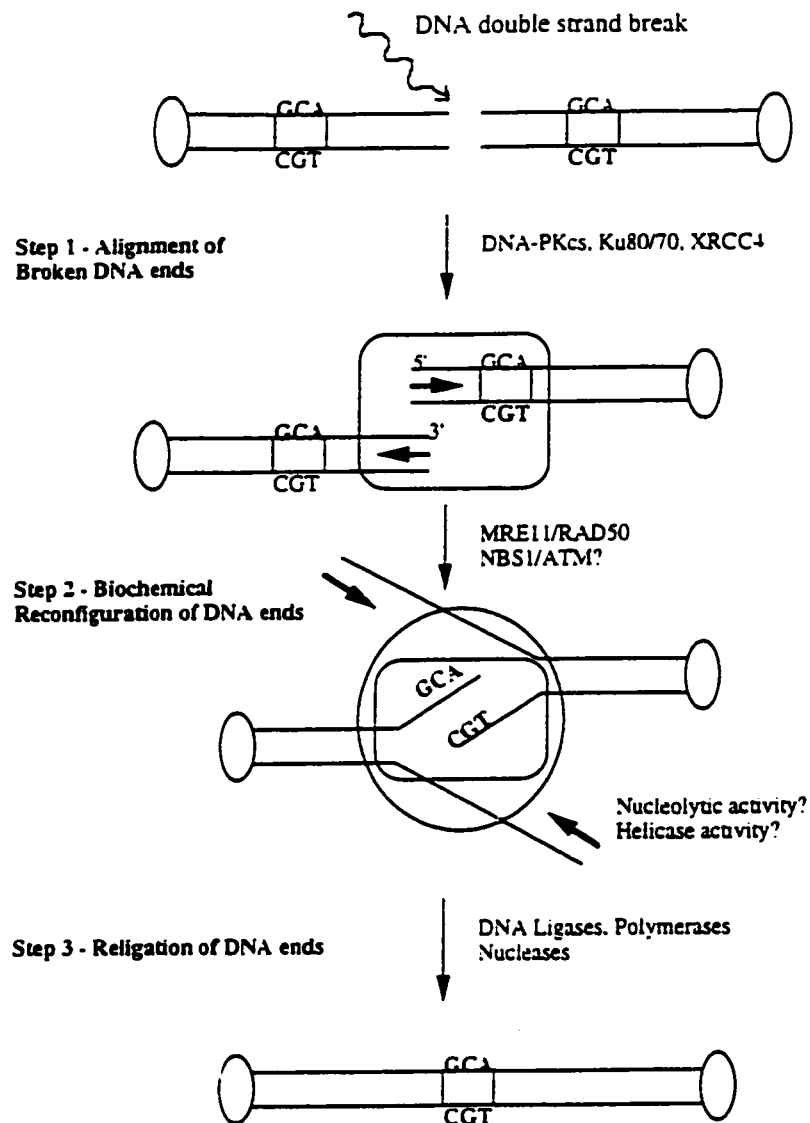 DNA double strand break
GCA GCA
CGT CGT
Step 1 - Alignment of
Broken DNA ends
DNA-PKcs, Ku80/70, XRCC4
5' GCA
CGT
GCA 3'
CGT
MRE11/RAD50
NBS1/ATM?
Step 2 - Biochemical
Reconfiguration of DNA ends
GCA
CGT
Nucleolytic activity?
Helicase activity?
Step 3 - Religation of DNA ends
DNA Ligases, Polymerases
Nucleases
GCA
CGT